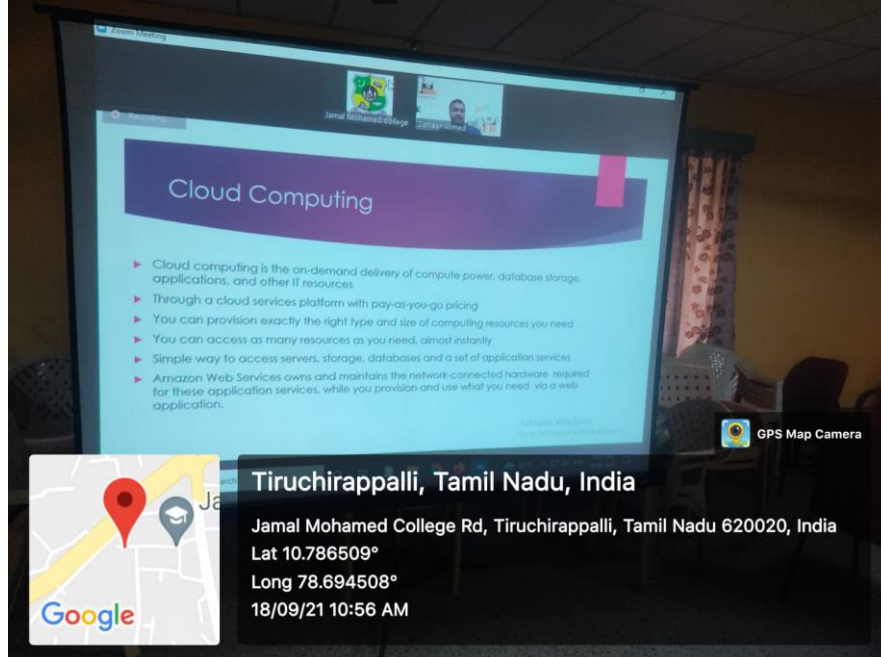 Zoom Meeting
Jamal Mohamed College
Zameer Ahmed
Recording...
Cloud Computing
Cloud computing is the on-demand delivery of compute power, database storage,
applications, and other IT resources
Through a cloud services platform with pay-as-you-go pricing
You can provision exactly the right type and size of computing resources you need
You can access as many resources as you need, almost instantly
Simple way to access servers, storage, databases and a set of application services
Amazon Web Services owns and maintains the network-connected hardware required
for these application services, while you provision and use what you need via a web
application.
Activate Windows
GPS Map Camera
Ja
Google
Tiruchirappalli, Tamil Nadu, India
Jamal Mohamed College Rd, Tiruchirappalli, Tamil Nadu 620020, India
Lat 10.786509°
Long 78.694508°
18/09/21 10:56 AM